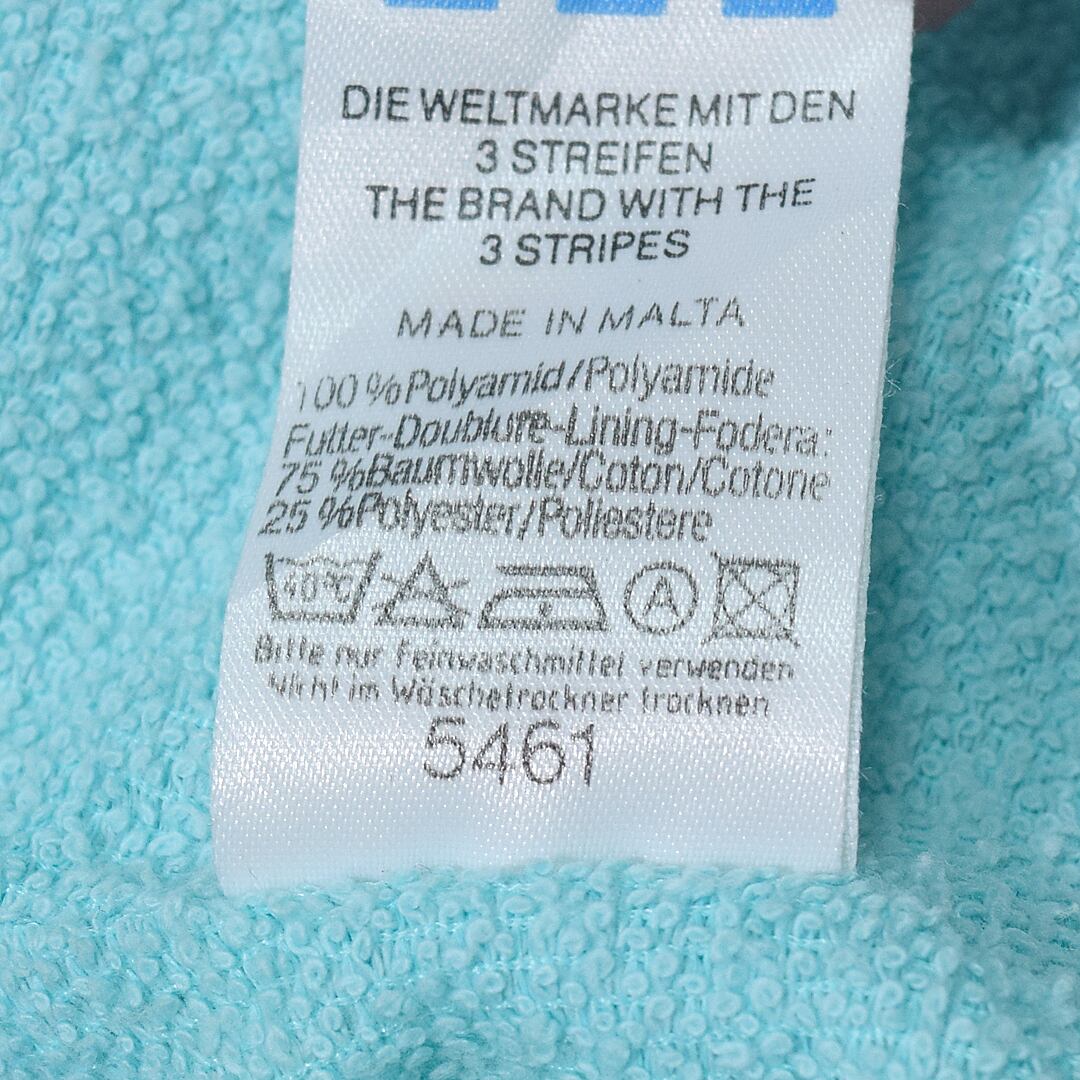 DIE WELTMARKE MIT DEN
3 STREIFEN
THE BRAND WITH THE
3 STRIPES
MADE IN MALTA
100 % Polyamid / Polyamide
Futter-Doublure-Lining-Fodera:
75 % Baumwolle/Coton/Cotone
25 % Polyester/Poliestere
40°C A
Bitte nur Feinwaschmittel verwenden
Nicht im Wäschetrockner trocknen
5461